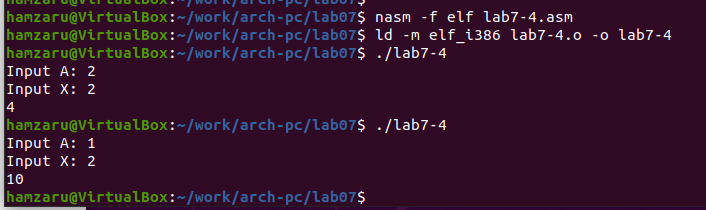 hamzaru@VirtualBox:~/work/arch-pc/lab07$ nasm -f elf lab7-4.asm
hamzaru@VirtualBox:~/work/arch-pc/lab07$ ld -m elf_i386 lab7-4.o -o lab7-4
hamzaru@VirtualBox:~/work/arch-pc/lab07$ ./lab7-4
Input A: 2
Input X: 2
4
hamzaru@VirtualBox:~/work/arch-pc/lab07$ ./lab7-4
Input A: 1
Input X: 2
10
hamzaru@VirtualBox:~/work/arch-pc/lab07$